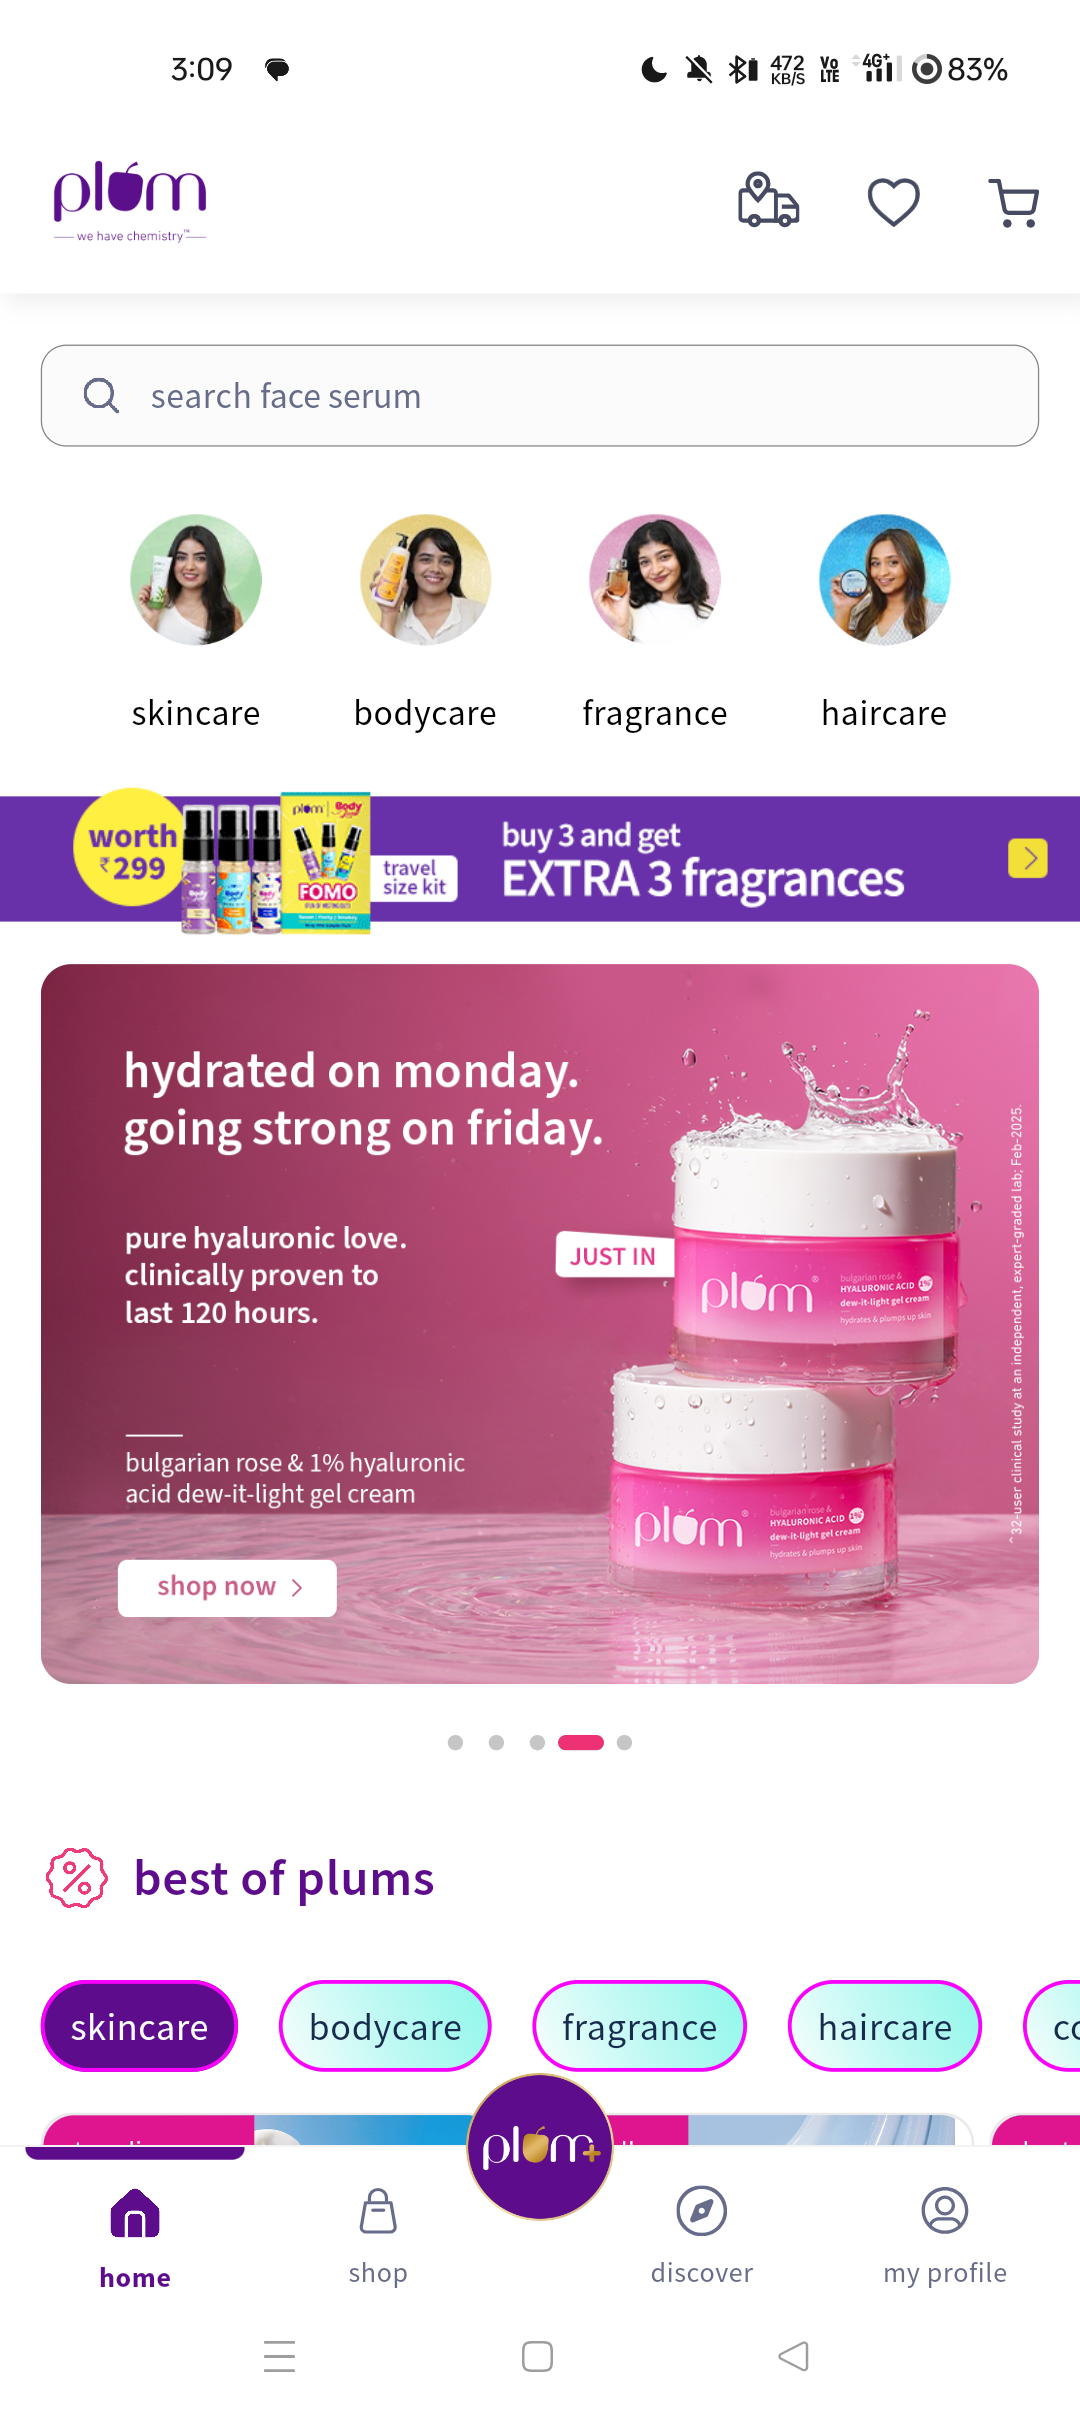 3:09
472
KB/S
Vo
LTE
4G+
83%
plum
we have chemistry™
search face serum
skincare
bodycare
fragrance
haircare
worth
₹299
plum
Body
FOMO
travel
size kit
buy 3 and get
EXTRA 3 fragrances
hydrated on monday.
going strong on friday.
pure hyaluronic love.
clinically proven to
last 120 hours.
JUST IN
plum®
bulgarian rose &
HYALURONIC ACID 1%
dew-it-light gel cream
hydrates & plumps up skin
plum®
bulgarian rose &
HYALURONIC ACID 1%
dew-it-light gel cream
hydrates & plumps up skin
^32-user clinical study at an independent, expert-graded lab; Feb-2025.
bulgarian rose & 1% hyaluronic
acid dew-it-light gel cream
shop now
best of plums
skincare
bodycare
fragrance
haircare
plum+
home
shop
discover
my profile